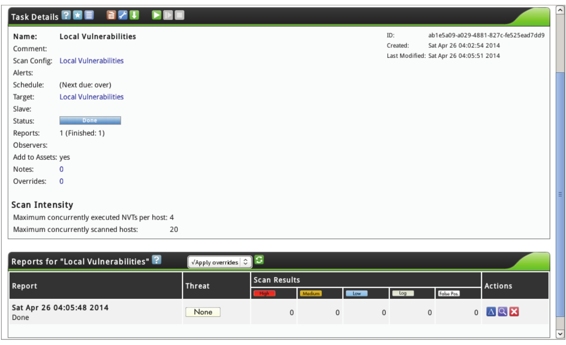 Task Details
Name: Local Vulnerabilities
Comment:
Scan Config: Local Vulnerabilities
Alerts:
Schedule: (Next due: over)
Target: Local Vulnerabilities
Slave:
Status: Done
Reports: 1 (Finished: 1)
Observers:
Add to Assets: yes
Notes: 0
Overrides: 0
ID: ab1e5a09-a029-4881-827c-fe525ead7dd9
Created: Sat Apr 26 04:02:54 2014
Last Modified: Sat Apr 26 04:05:51 2014
Scan Intensity
Maximum concurrently executed NVTs per host: 4
Maximum concurrently scanned hosts: 20
Reports for "Local Vulnerabilities"
√Apply overrides
Report Threat Scan Results Actions
High Medium Low Log False Pos.
Sat Apr 26 04:05:48 2014
Done
None 0 0 0 0 0